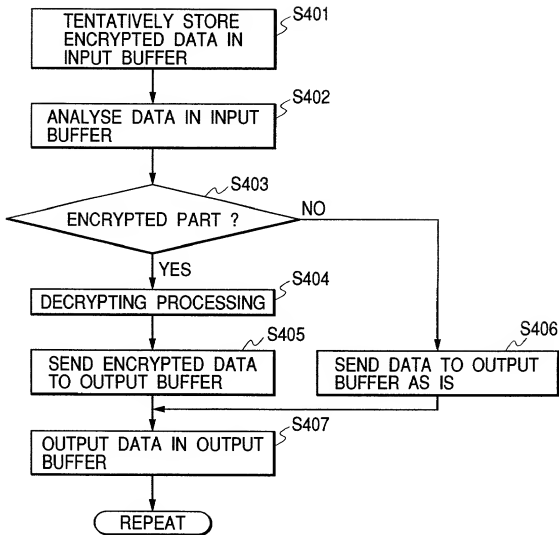 S401
TENTATIVELY STORE
ENCRYPTED DATA IN
INPUT BUFFER
S402
ANALYSE DATA IN INPUT
BUFFER
S403
ENCRYPTED PART ?
NO
YES
S404
DECRYPTING PROCESSING
S405
SEND ENCRYPTED DATA
TO OUTPUT BUFFER
S406
SEND DATA TO OUTPUT
BUFFER AS IS
S407
OUTPUT DATA IN OUTPUT
BUFFER
REPEAT